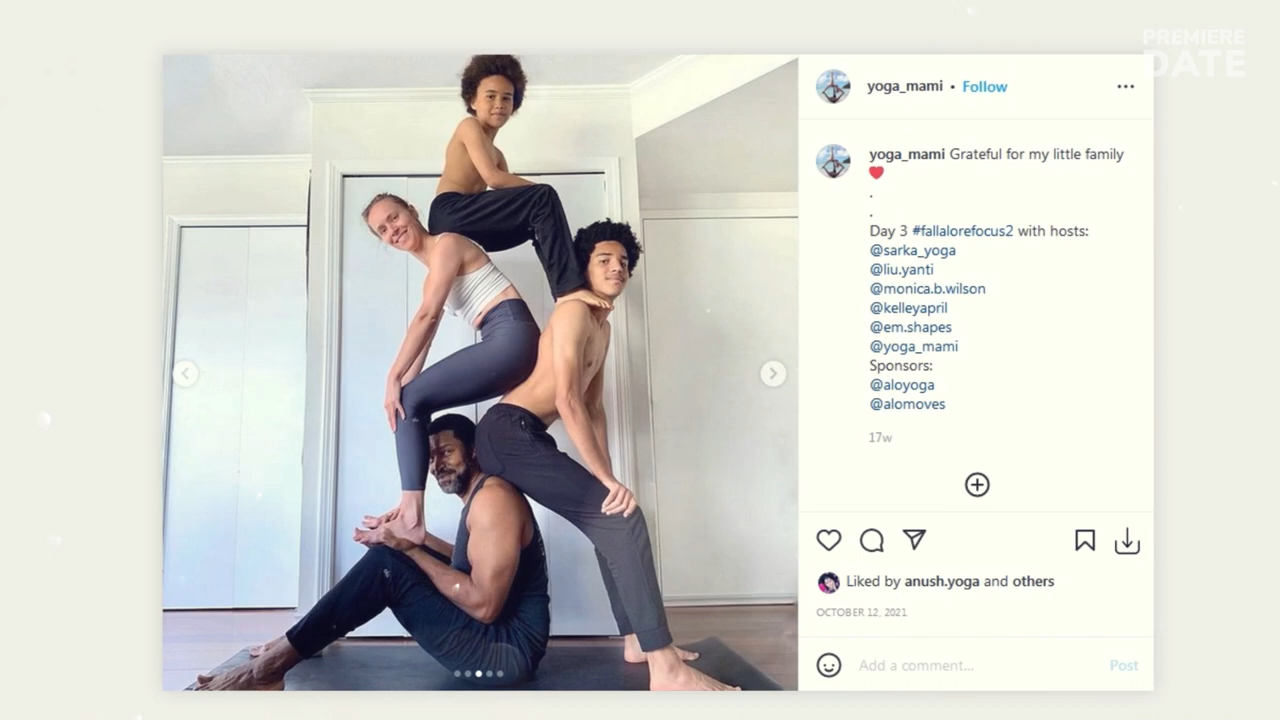 PREMIERE
DATE
yoga_mami • Follow
yoga_mami Grateful for my little family
❤️
.
.
Day 3 #fallalorefocus2 with hosts:
@sarka_yoga
@liu.yanti
@monica.b.wilson
@kelleyapril
@em.shapes
@yoga_mami
Sponsors:
@aloyoga
@alomoves
17w
Liked by anush.yoga and others
OCTOBER 12, 2021
Add a comment... Post